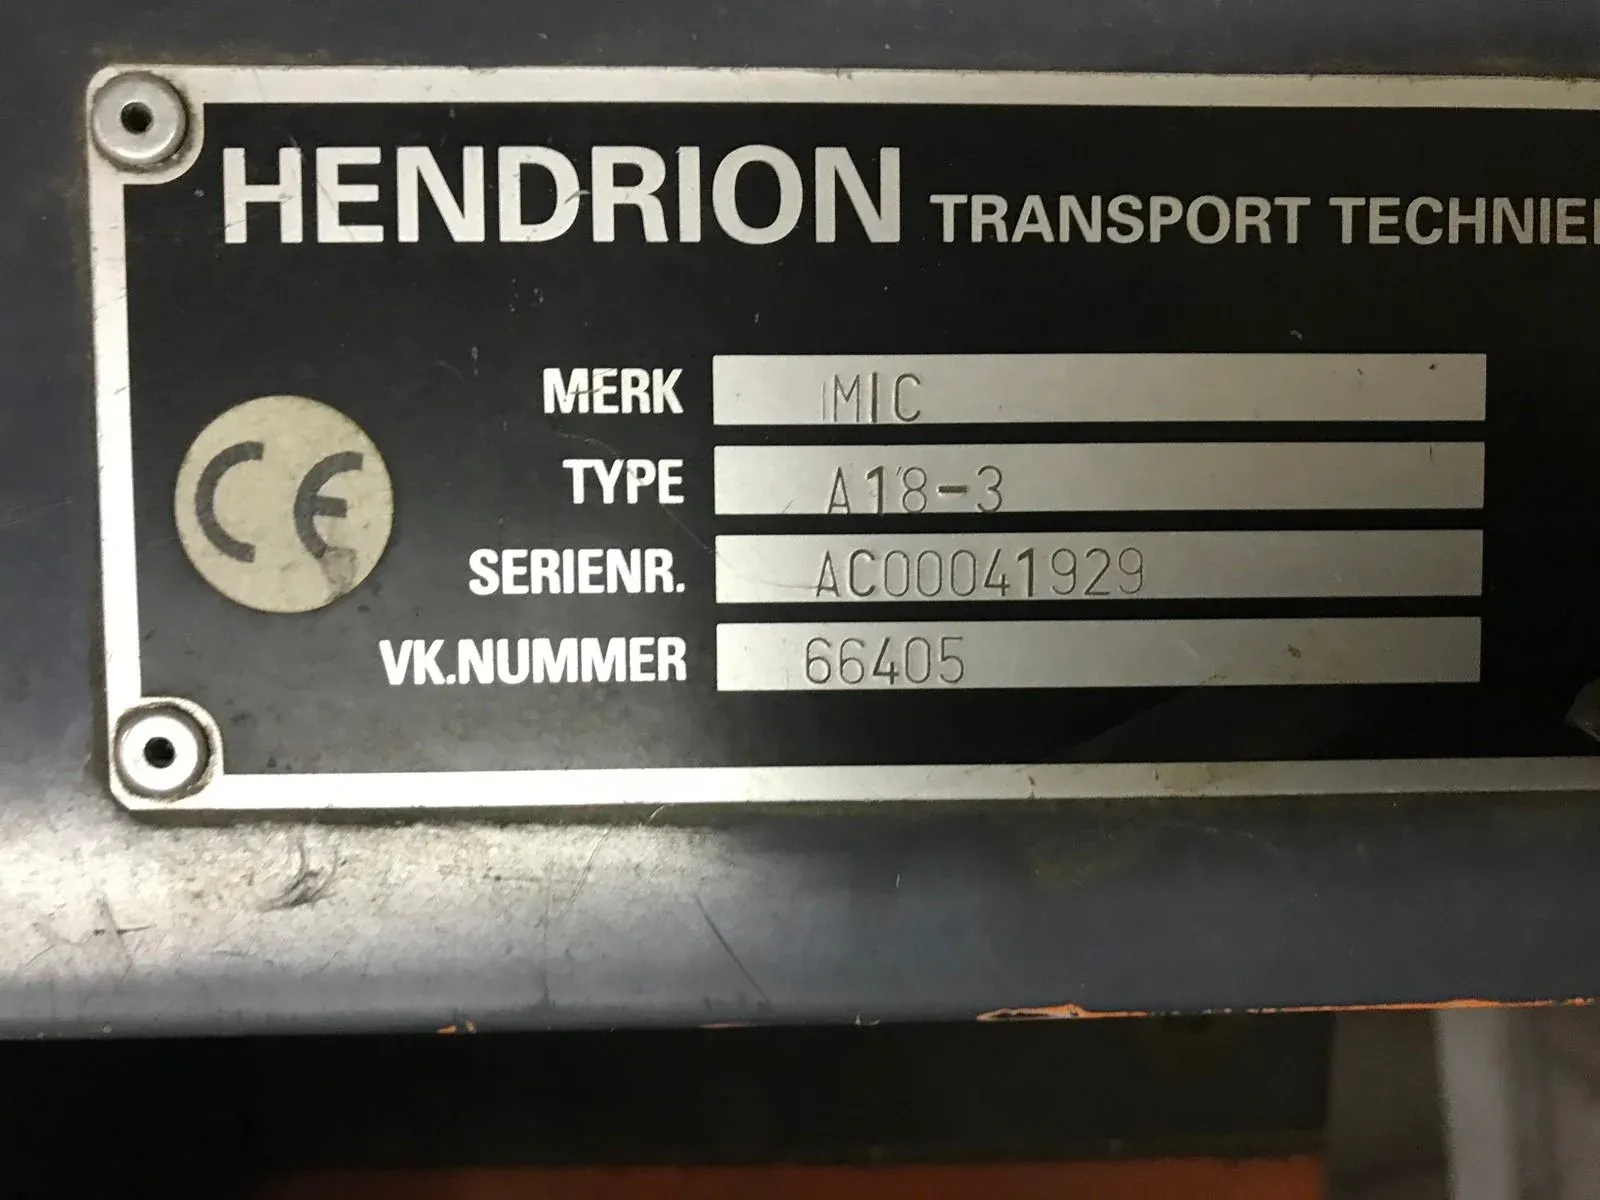 HENDRION TRANSPORT TECHNIE
CE
MERK MIC
TYPE A18-3
SERIENR. AC00041929
VK.NUMMER 66405